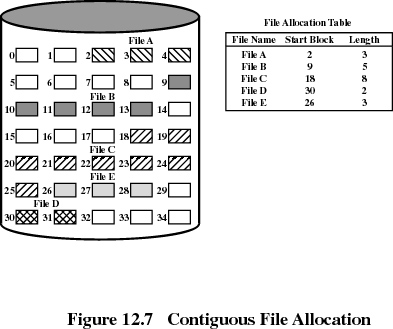 File A
0 1 2 3 4
5 6 7 8 9
File B
10 11 12 13 14
15 16 17 18 19
File C
20 21 22 23 24
File E
25 26 27 28 29
File D
30 31 32 33 34
File Allocation Table
File Name Start Block Length
File A 2 3
File B 9 5
File C 18 8
File D 30 2
File E 26 3
Figure 12.7 Contiguous File Allocation